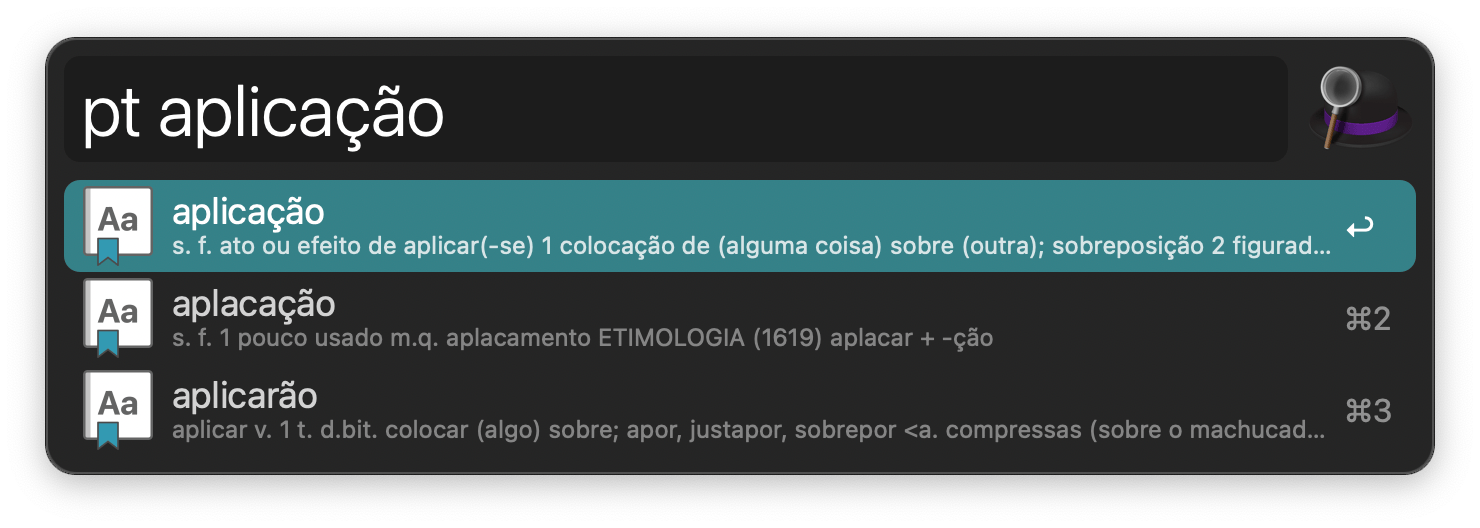 pt aplicação
Aa
aplicação
s. f. ato ou efeito de aplicar(-se) 1 colocação de (alguma coisa) sobre (outra); sobreposição 2 figurad...
Aa
aplacação
s. f. 1 pouco usado m.q. aplacamento ETIMOLOGIA (1619) aplacar + -ção
⌘2
Aa
aplicarão
aplicar v. 1 t. d.bit. colocar (algo) sobre; apor, justapor, sobrepor <a. compressas (sobre o machucad...
⌘3